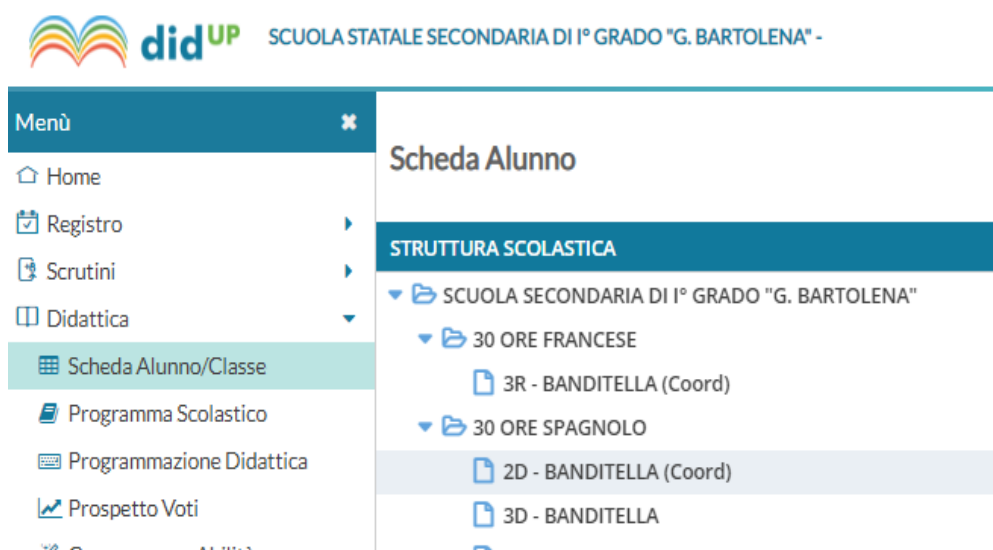 didUP SCUOLA STATALE SECONDARIA DI I° GRADO "G. BARTOLENA" -
Menù
Home
Registro
Scrutini
Didattica
Scheda Alunno/Classe
Programma Scolastico
Programmazione Didattica
Prospetto Voti
Scheda Alunno
STRUTTURA SCOLASTICA
SCUOLA SECONDARIA DI I° GRADO "G. BARTOLENA"
30 ORE FRANCESE
3R - BANDITELLA (Coord)
30 ORE SPAGNOLO
2D - BANDITELLA (Coord)
3D - BANDITELLA